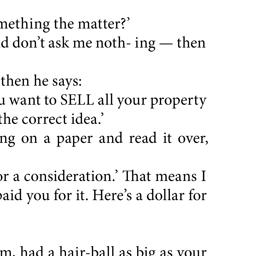 mething the matter?’
d don’t ask me noth- ing — then
then he says:
u want to SELL all your property
the correct idea.’
ng on a paper and read it over,
or a consideration.’ That means I
paid you for it. Here’s a dollar for
m, had a hair-ball as big as your